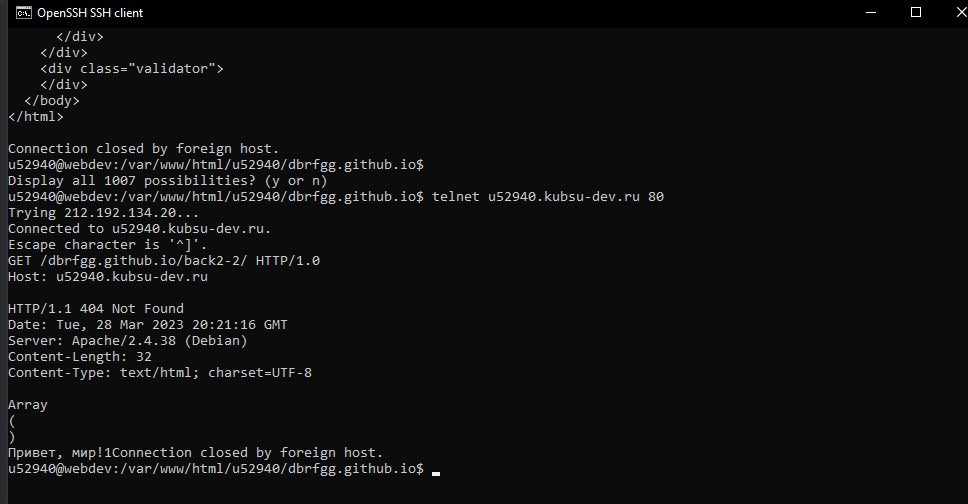 OpenSSH SSH client
      </div>
    </div>
    <div class="validator">
    </div>
  </body>
</html>
Connection closed by foreign host.
u52940@webdev:/var/www/html/u52940/dbrfgg.github.io$
Display all 1007 possibilities? (y or n)
u52940@webdev:/var/www/html/u52940/dbrfgg.github.io$ telnet u52940.kubsu-dev.ru 80
Trying 212.192.134.20...
Connected to u52940.kubsu-dev.ru.
Escape character is '^]'.
GET /dbrfgg.github.io/back2-2/ HTTP/1.0
Host: u52940.kubsu-dev.ru
HTTP/1.1 404 Not Found
Date: Tue, 28 Mar 2023 20:21:16 GMT
Server: Apache/2.4.38 (Debian)
Content-Length: 32
Content-Type: text/html; charset=UTF-8
Array
(
)
Привет, мир!1Connection closed by foreign host.
u52940@webdev:/var/www/html/u52940/dbrfgg.github.io$